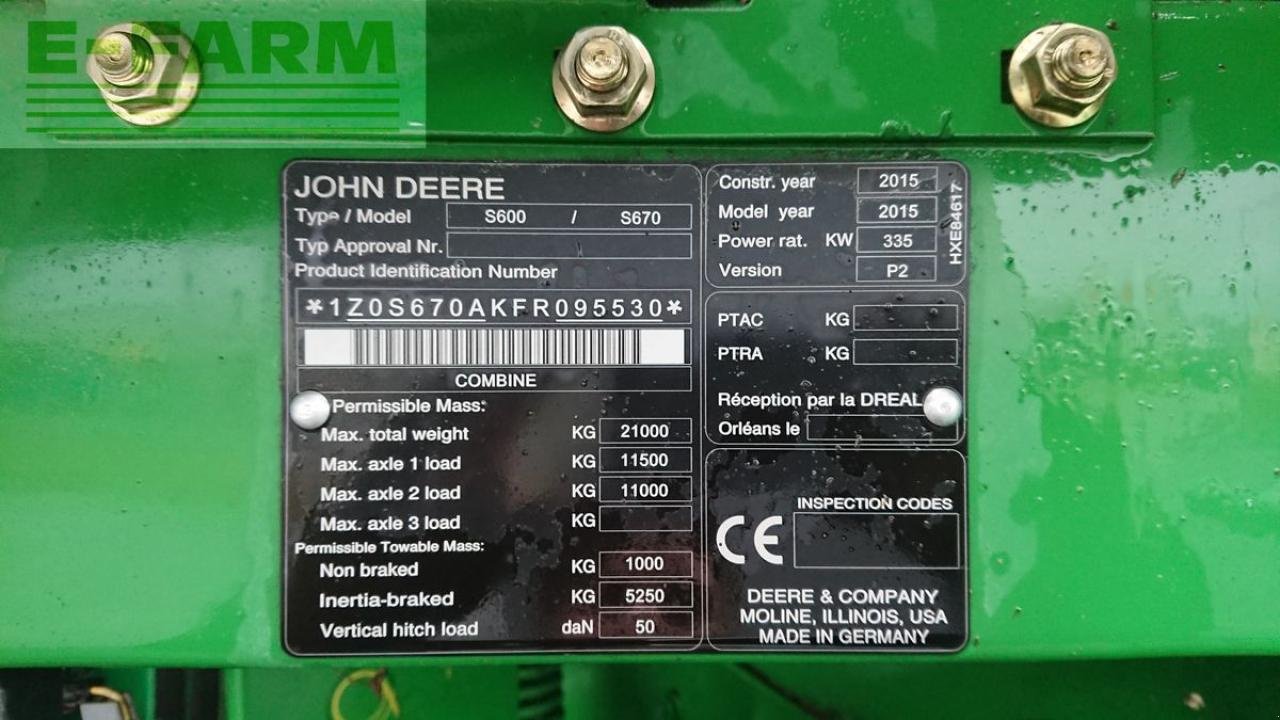 E-FARM
JOHN DEERE
Type / Model S600 / S670
Typ Approval Nr.
Product Identification Number
*1Z0S670AKFR095530*
COMBINE
Permissible Mass:
Max. total weight KG 21000
Max. axle 1 load KG 11500
Max. axle 2 load KG 11000
Max. axle 3 load KG
Permissible Towable Mass:
Non braked KG 1000
Inertia-braked KG 5250
Vertical hitch load daN 50
Constr. year 2015
Model year 2015
Power rat. KW 335
Version P2
HXE84617
PTAC KG
PTRA KG
Réception par la DREAL
Orléans le
INSPECTION CODES
CE
DEERE & COMPANY
MOLINE, ILLINOIS, USA
MADE IN GERMANY